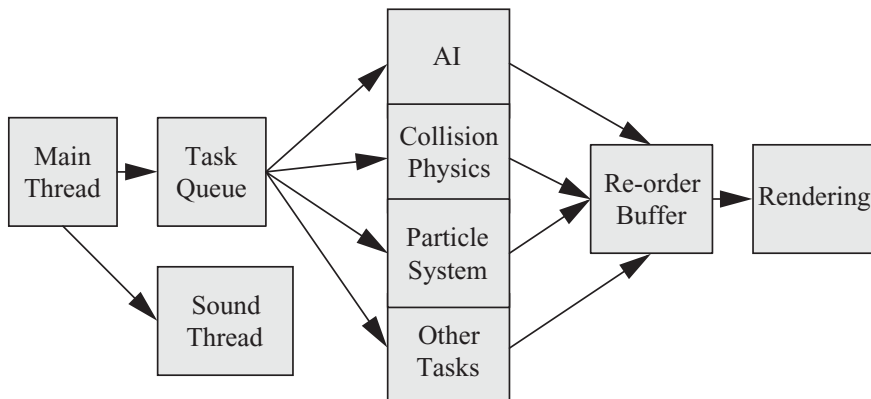 Main
Thread
Task
Queue
Sound
Thread
AI
Collision
Physics
Particle
System
Other
Tasks
Re-order
Buffer
Rendering